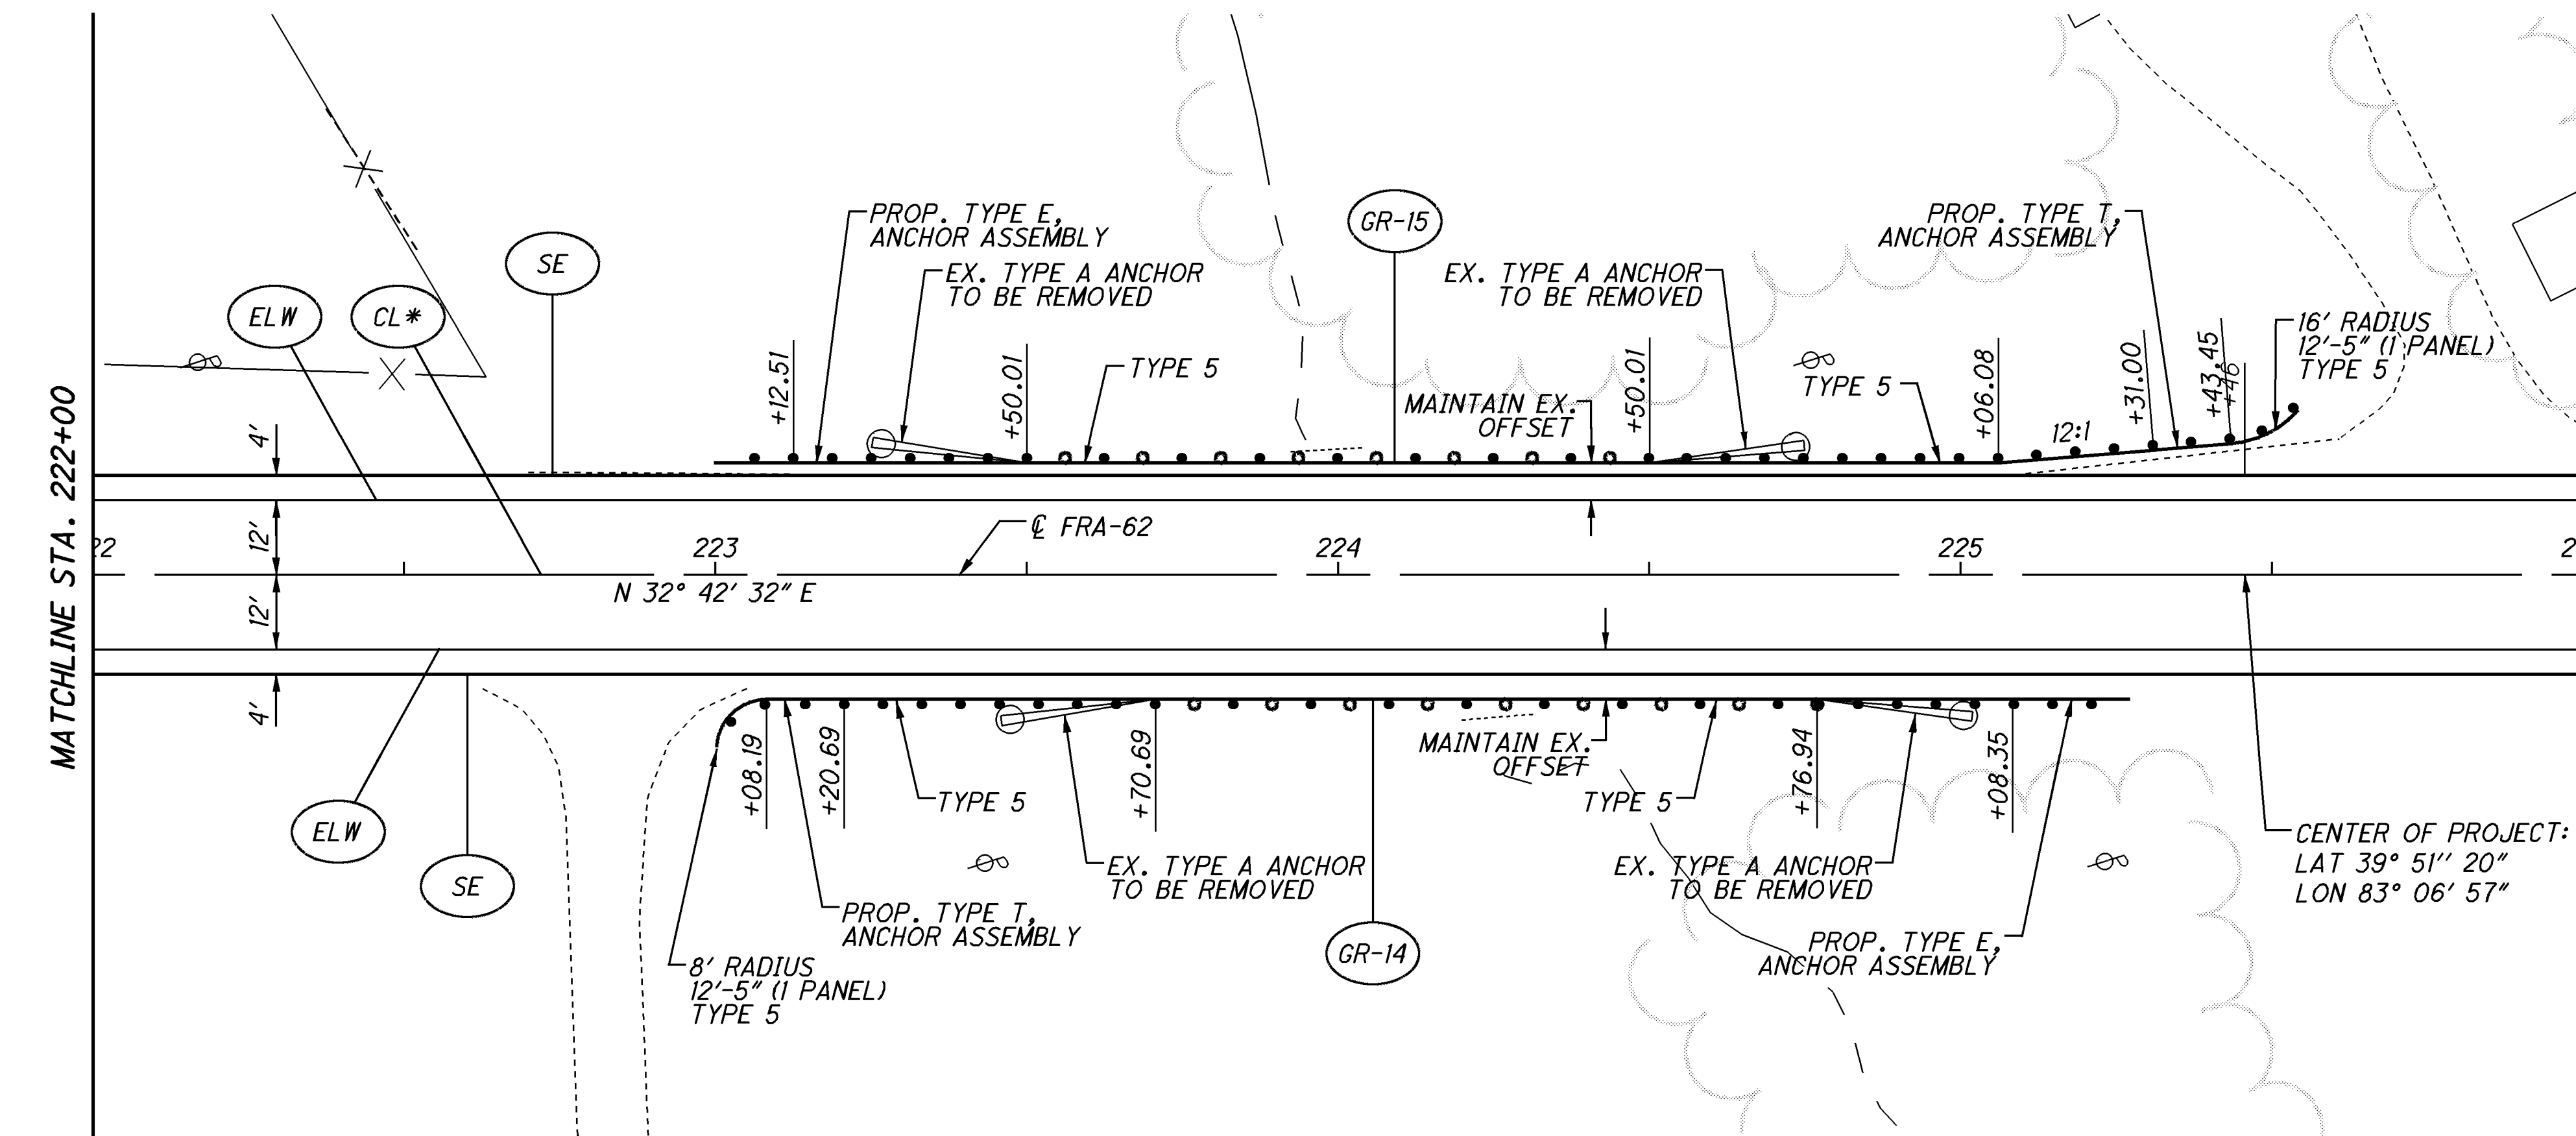 MATCHLINE STA. 222+00
PROP. TYPE E,
ANCHOR ASSEMBLY
EX. TYPE A ANCHOR
TO BE REMOVED
GR-15
PROP. TYPE T,
ANCHOR ASSEMBLY
EX. TYPE A ANCHOR
TO BE REMOVED
SE
ELW
CL*
16' RADIUS
12'-5" (1 PANEL)
TYPE 5
+12.51
+50.01
TYPE 5
MAINTAIN EX.
OFFSET
+50.01
TYPE 5
+06.08
12:1
+31.00
+43.45
+46
4'
12'
12'
4'
22
223
224
225
2
℄ FRA-62
N 32° 42' 32" E
+08.19
+20.69
TYPE 5
+70.69
MAINTAIN EX.
OFFSET
TYPE 5
+76.94
+08.35
ELW
SE
EX. TYPE A ANCHOR
TO BE REMOVED
EX. TYPE A ANCHOR
TO BE REMOVED
CENTER OF PROJECT:
LAT 39° 51'' 20"
LON 83° 06' 57"
PROP. TYPE T,
ANCHOR ASSEMBLY
GR-14
PROP. TYPE E,
ANCHOR ASSEMBLY
8' RADIUS
12'-5" (1 PANEL)
TYPE 5